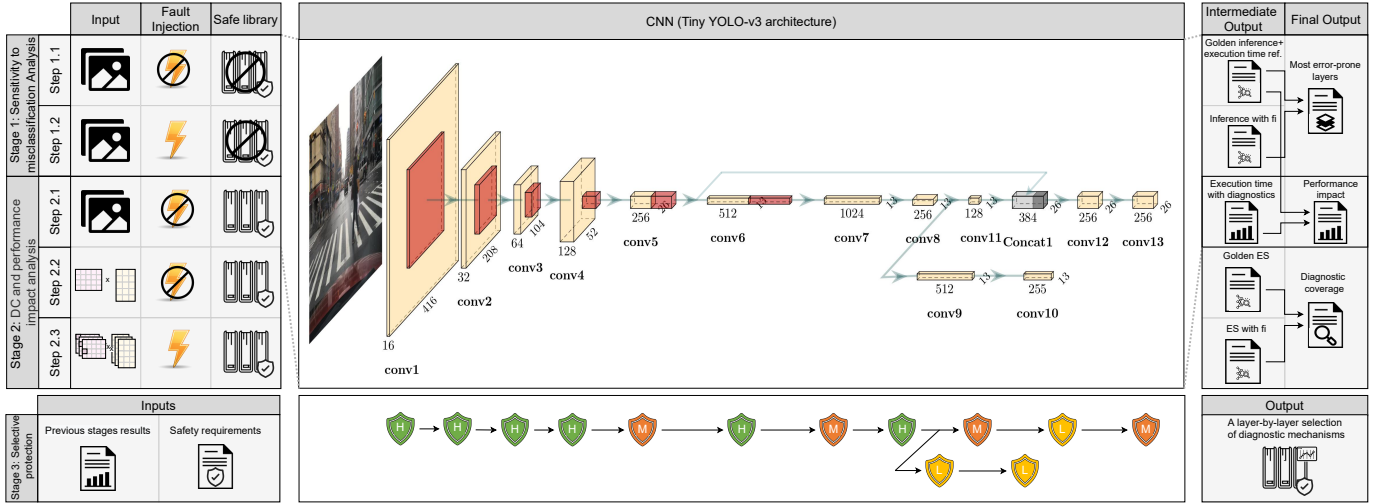 Input
Fault
Injection
Safe library
Stage 1: Sensitivity to
misclassification Analysis
Step 1.1
Step 1.2
Stage 2: DC and performance
impact analysis
Step 2.1
Step 2.2
x
Step 2.3
CNN (Tiny YOLO-v3 architecture)
16
416
conv1
32
208
conv2
64
104
conv3
128
52
conv4
256
26
conv5
512
13
conv6
1024
13
conv7
256
13
conv8
128
13
conv11
384
26
Concat1
256
26
conv12
256
26
conv13
512
13
conv9
255
13
conv10
Intermediate
Output
Final Output
Golden inference+
execution time ref.
Most error-prone
layers
Inference with fi
Execution time
with diagnostics
Performance
impact
Golden ES
Diagnostic
coverage
ES with fi
Stage 3: Selective
protection
Inputs
Previous stages results
Safety requirements
H
H
H
H
M
H
M
H
M
L
M
L
L
Output
A layer-by-layer selection
of diagnostic mechanisms